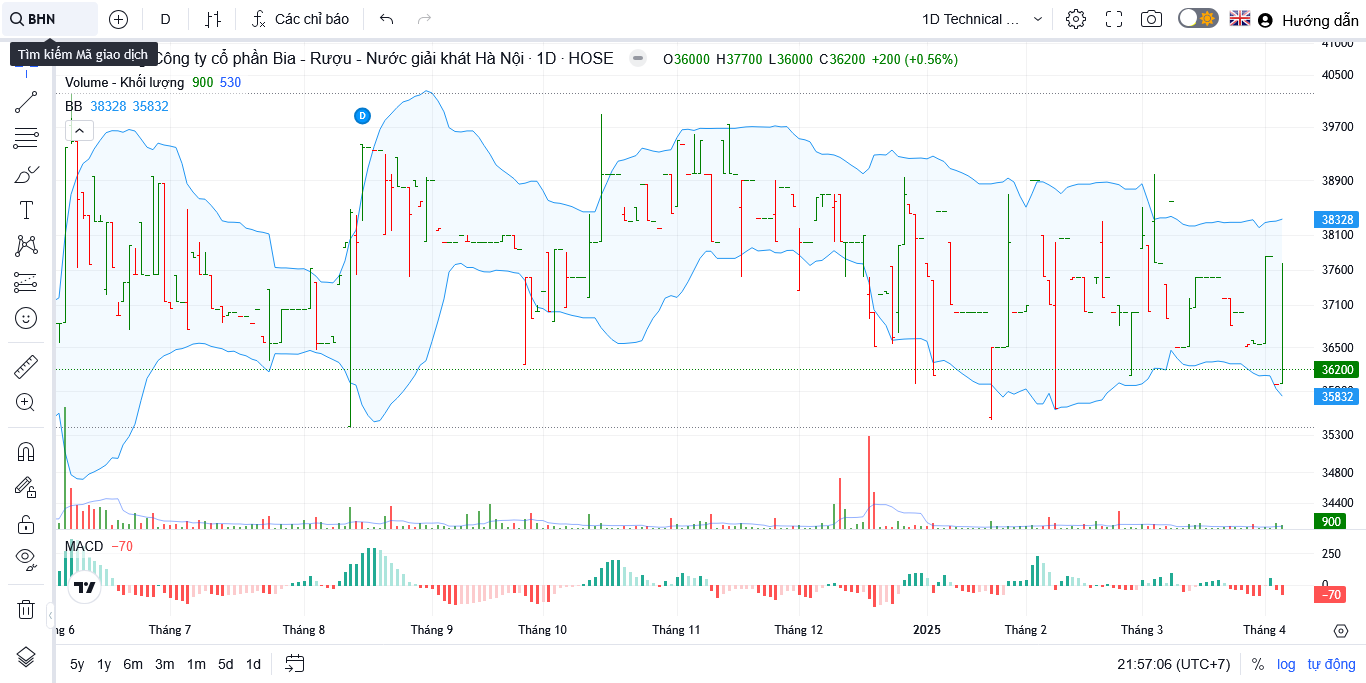 BHN D Các chỉ báo 1D Technical ... Hướng dẫn
Tìm kiếm Mã giao dịch
Công ty cổ phần Bia - Rượu - Nước giải khát Hà Nội · 1D · HOSE O36000 H37700 L36000 C36200 +200 (+0.56%)
Volume - Khối lượng 900 530
BB 38328 35832
D
41000
40500
39700
38900
38328
38100
37600
37100
36500
36200
35832
35300
34800
34400
900
MACD −70
250
0
−70
ng 6 Tháng 7 Tháng 8 Tháng 9 Tháng 10 Tháng 11 Tháng 12 2025 Tháng 2 Tháng 3 Tháng 4
5y 1y 6m 3m 1m 5d 1d 21:57:06 (UTC+7) % log tự động